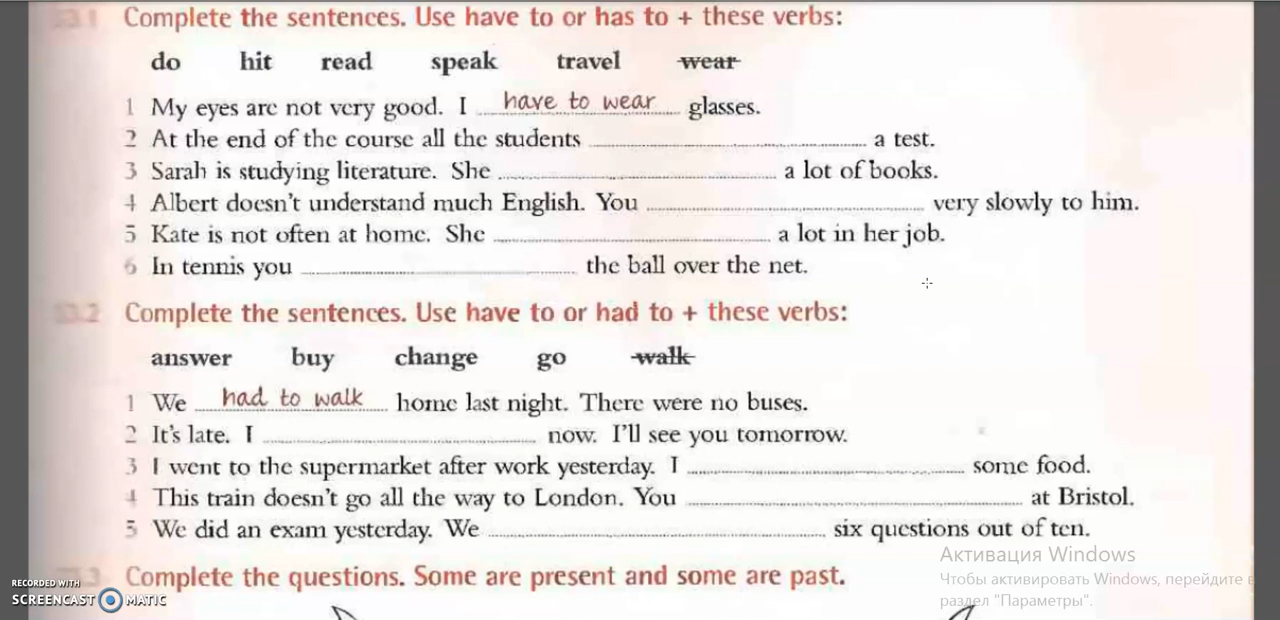 Complete the sentences. Use have to or has to + these verbs:
do hit read speak travel wear
1 My eyes are not very good. I have to wear glasses.
2 At the end of the course all the students ........ a test.
3 Sarah is studying literature. She ........ a lot of books.
4 Albert doesn't understand much English. You ........ very slowly to him.
5 Kate is not often at home. She ........ a lot in her job.
6 In tennis you ........ the ball over the net.
Complete the sentences. Use have to or had to + these verbs:
answer buy change go walk
1 We had to walk home last night. There were no buses.
2 It's late. I ........ now. I'll see you tomorrow.
3 I went to the supermarket after work yesterday. I ........ some food.
4 This train doesn't go all the way to London. You ........ at Bristol.
5 We did an exam yesterday. We ........ six questions out of ten.
Complete the questions. Some are present and some are past.
Активация Windows
Чтобы активировать Windows, перейдите в
раздел "Параметры".
RECORDED WITH
SCREENCAST MATIC